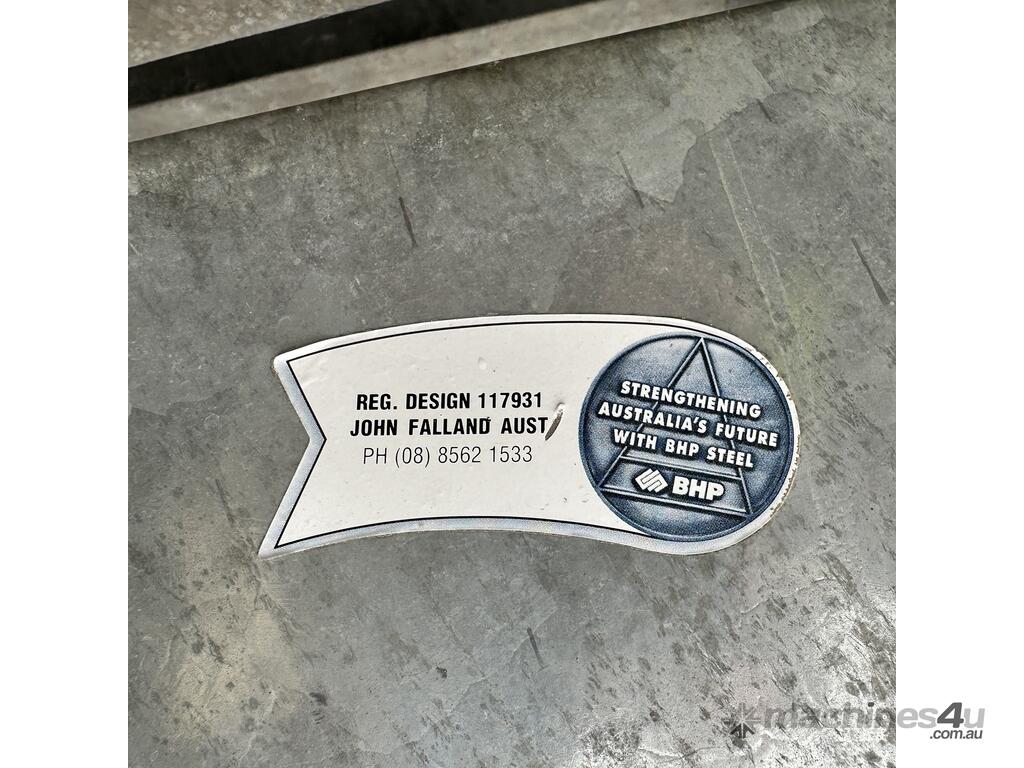 REG. DESIGN 117931
JOHN FALLAND AUST
PH (08) 8562 1533
STRENGTHENING
AUSTRALIA'S FUTURE
WITH BHP STEEL
BHP
machines4u
.com.au